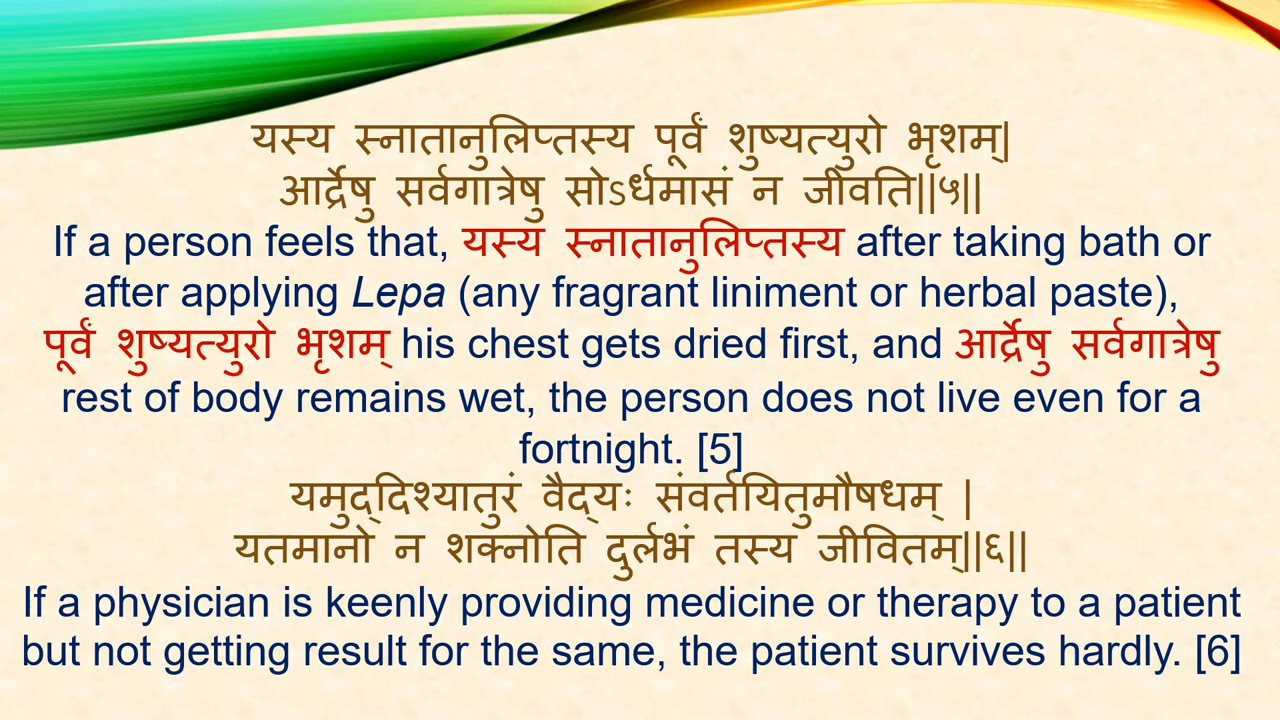 यस्य स्नातानुलिप्तस्य पूर्वं शुष्यत्युरो भृशम्|
आर्द्रेषु सर्वगात्रेषु सोऽर्धमासं न जीवति||५||
If a person feels that, यस्य स्नातानुलिप्तस्य after taking bath or
after applying Lepa (any fragrant liniment or herbal paste),
पूर्वं शुष्यत्युरो भृशम् his chest gets dried first, and आर्द्रेषु सर्वगात्रेषु
rest of body remains wet, the person does not live even for a
fortnight. [5]
यमुद्दिश्यातुरं वैद्यः संवर्तयितुमौषधम् |
यतमानो न शक्नोति दुर्लभं तस्य जीवितम्||६||
If a physician is keenly providing medicine or therapy to a patient
but not getting result for the same, the patient survives hardly. [6]